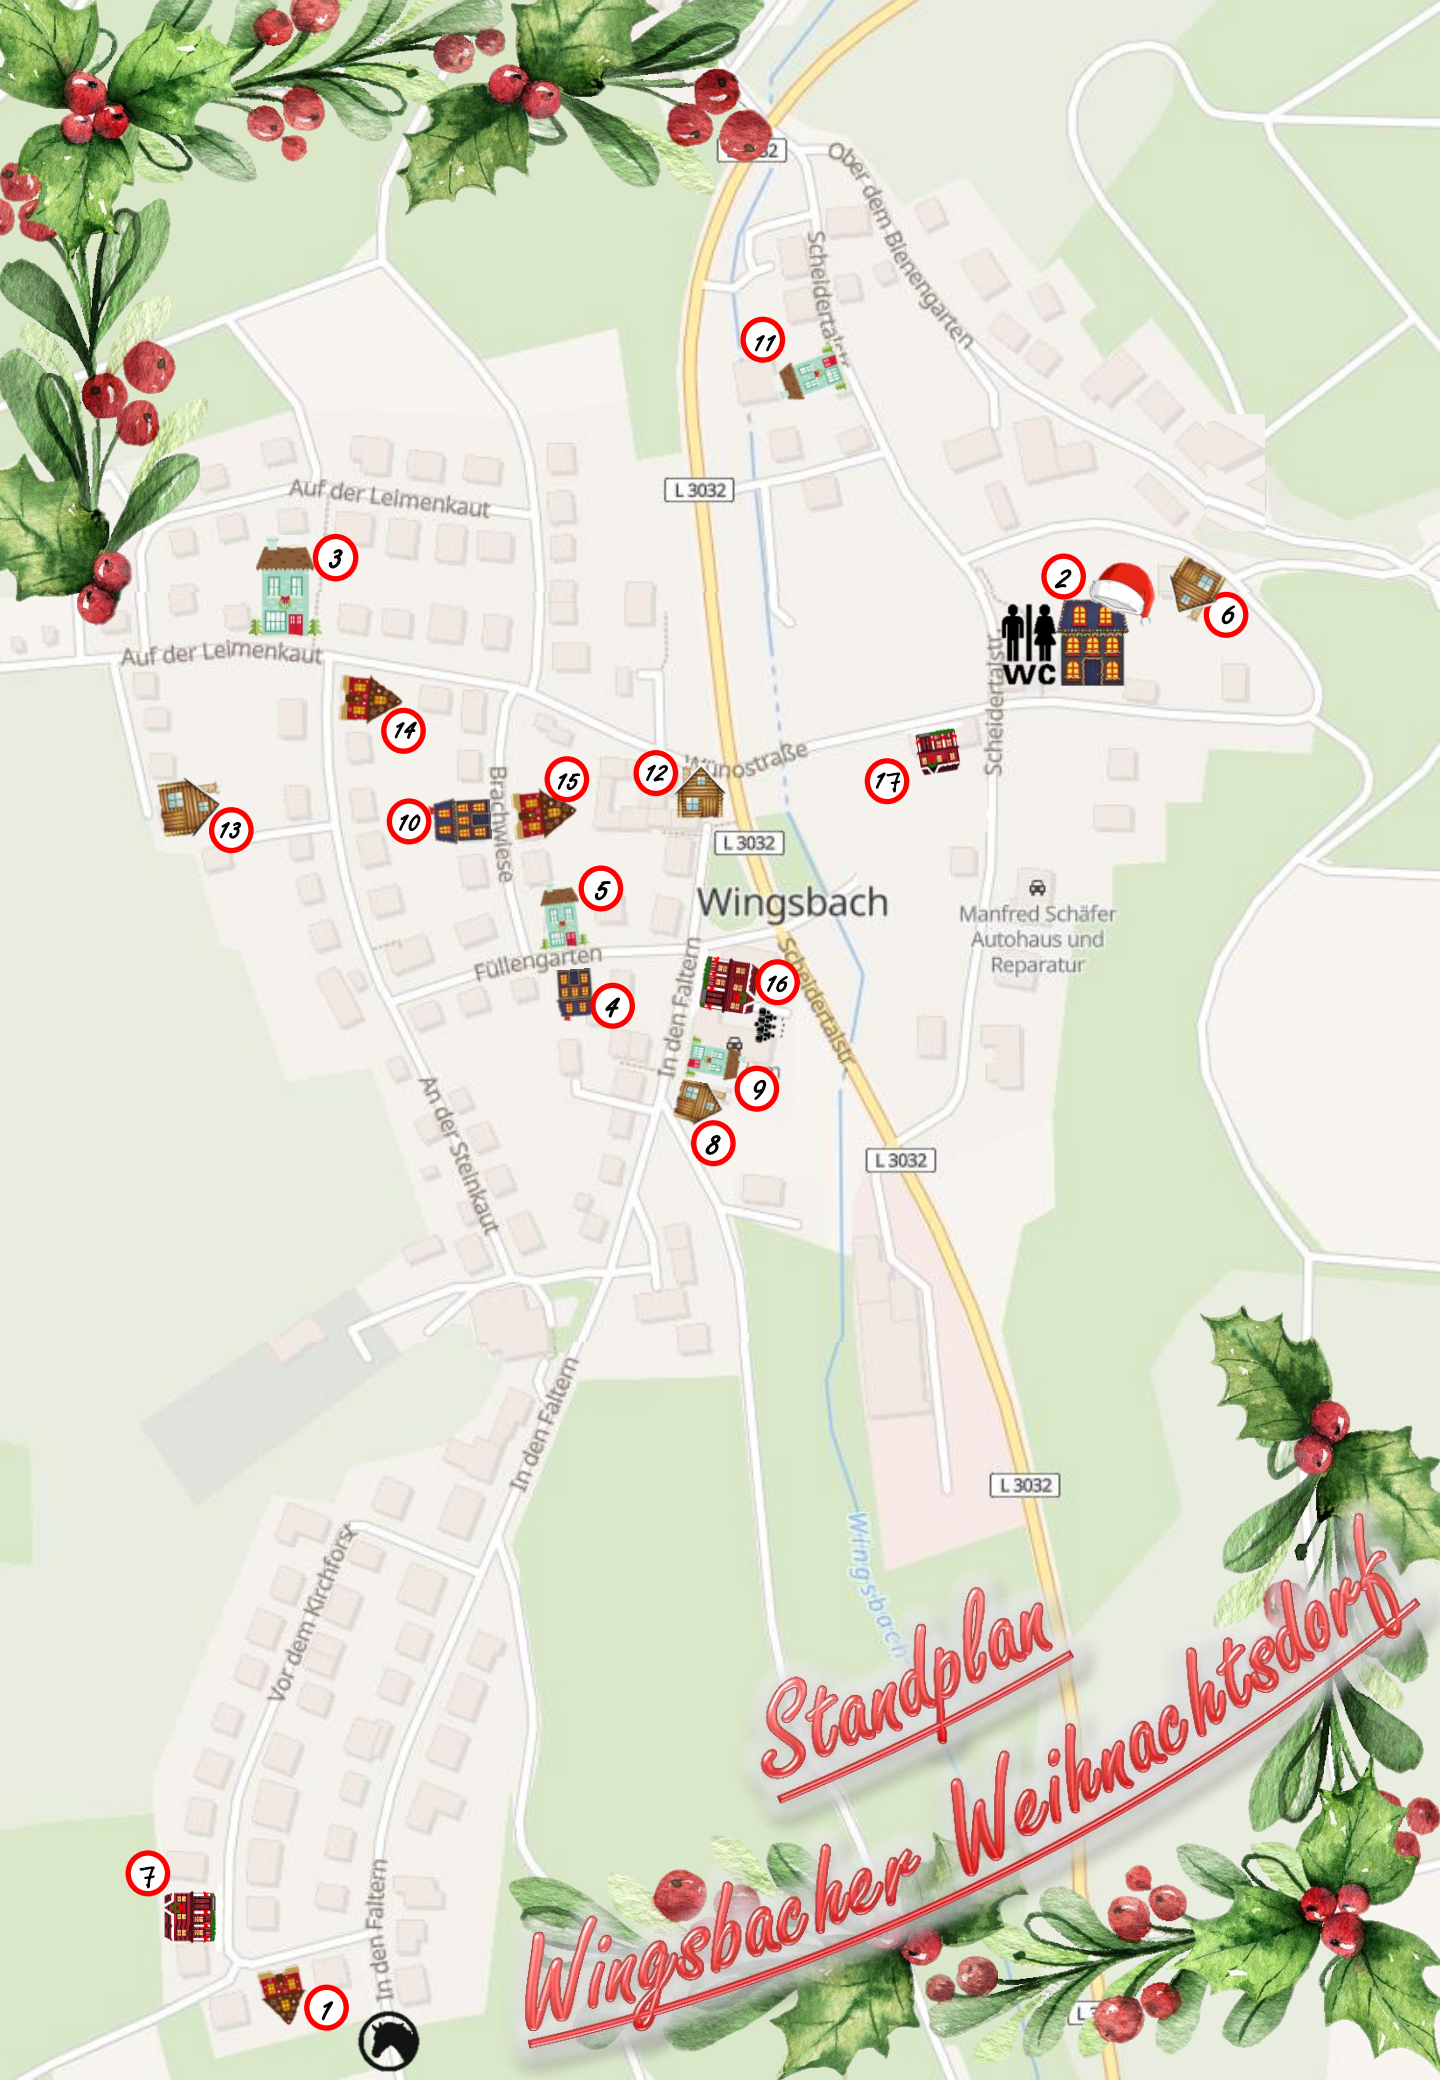 L 3032
Ober dem Bienengarten
Scheidertalstr
11
L 3032
Auf der Leimenkaut
3
2
6
WC
Auf der Leimenkaut
Scheidertalstr
14
Wünostraße
17
12
15
Brachwiese
10
13
L 3032
5
Wingsbach
Manfred Schäfer
Autohaus und
Reparatur
Füllengarten
4
In den Faltern
16
Scheidertalstr.
9
8
An der Steinkaut
L 3032
In den Faltern
L 3032
Wingsbach
Vor dem Kirchforst
Standplan
Wingsbacher Weihnachtsdorf
7
In den Faltern
1